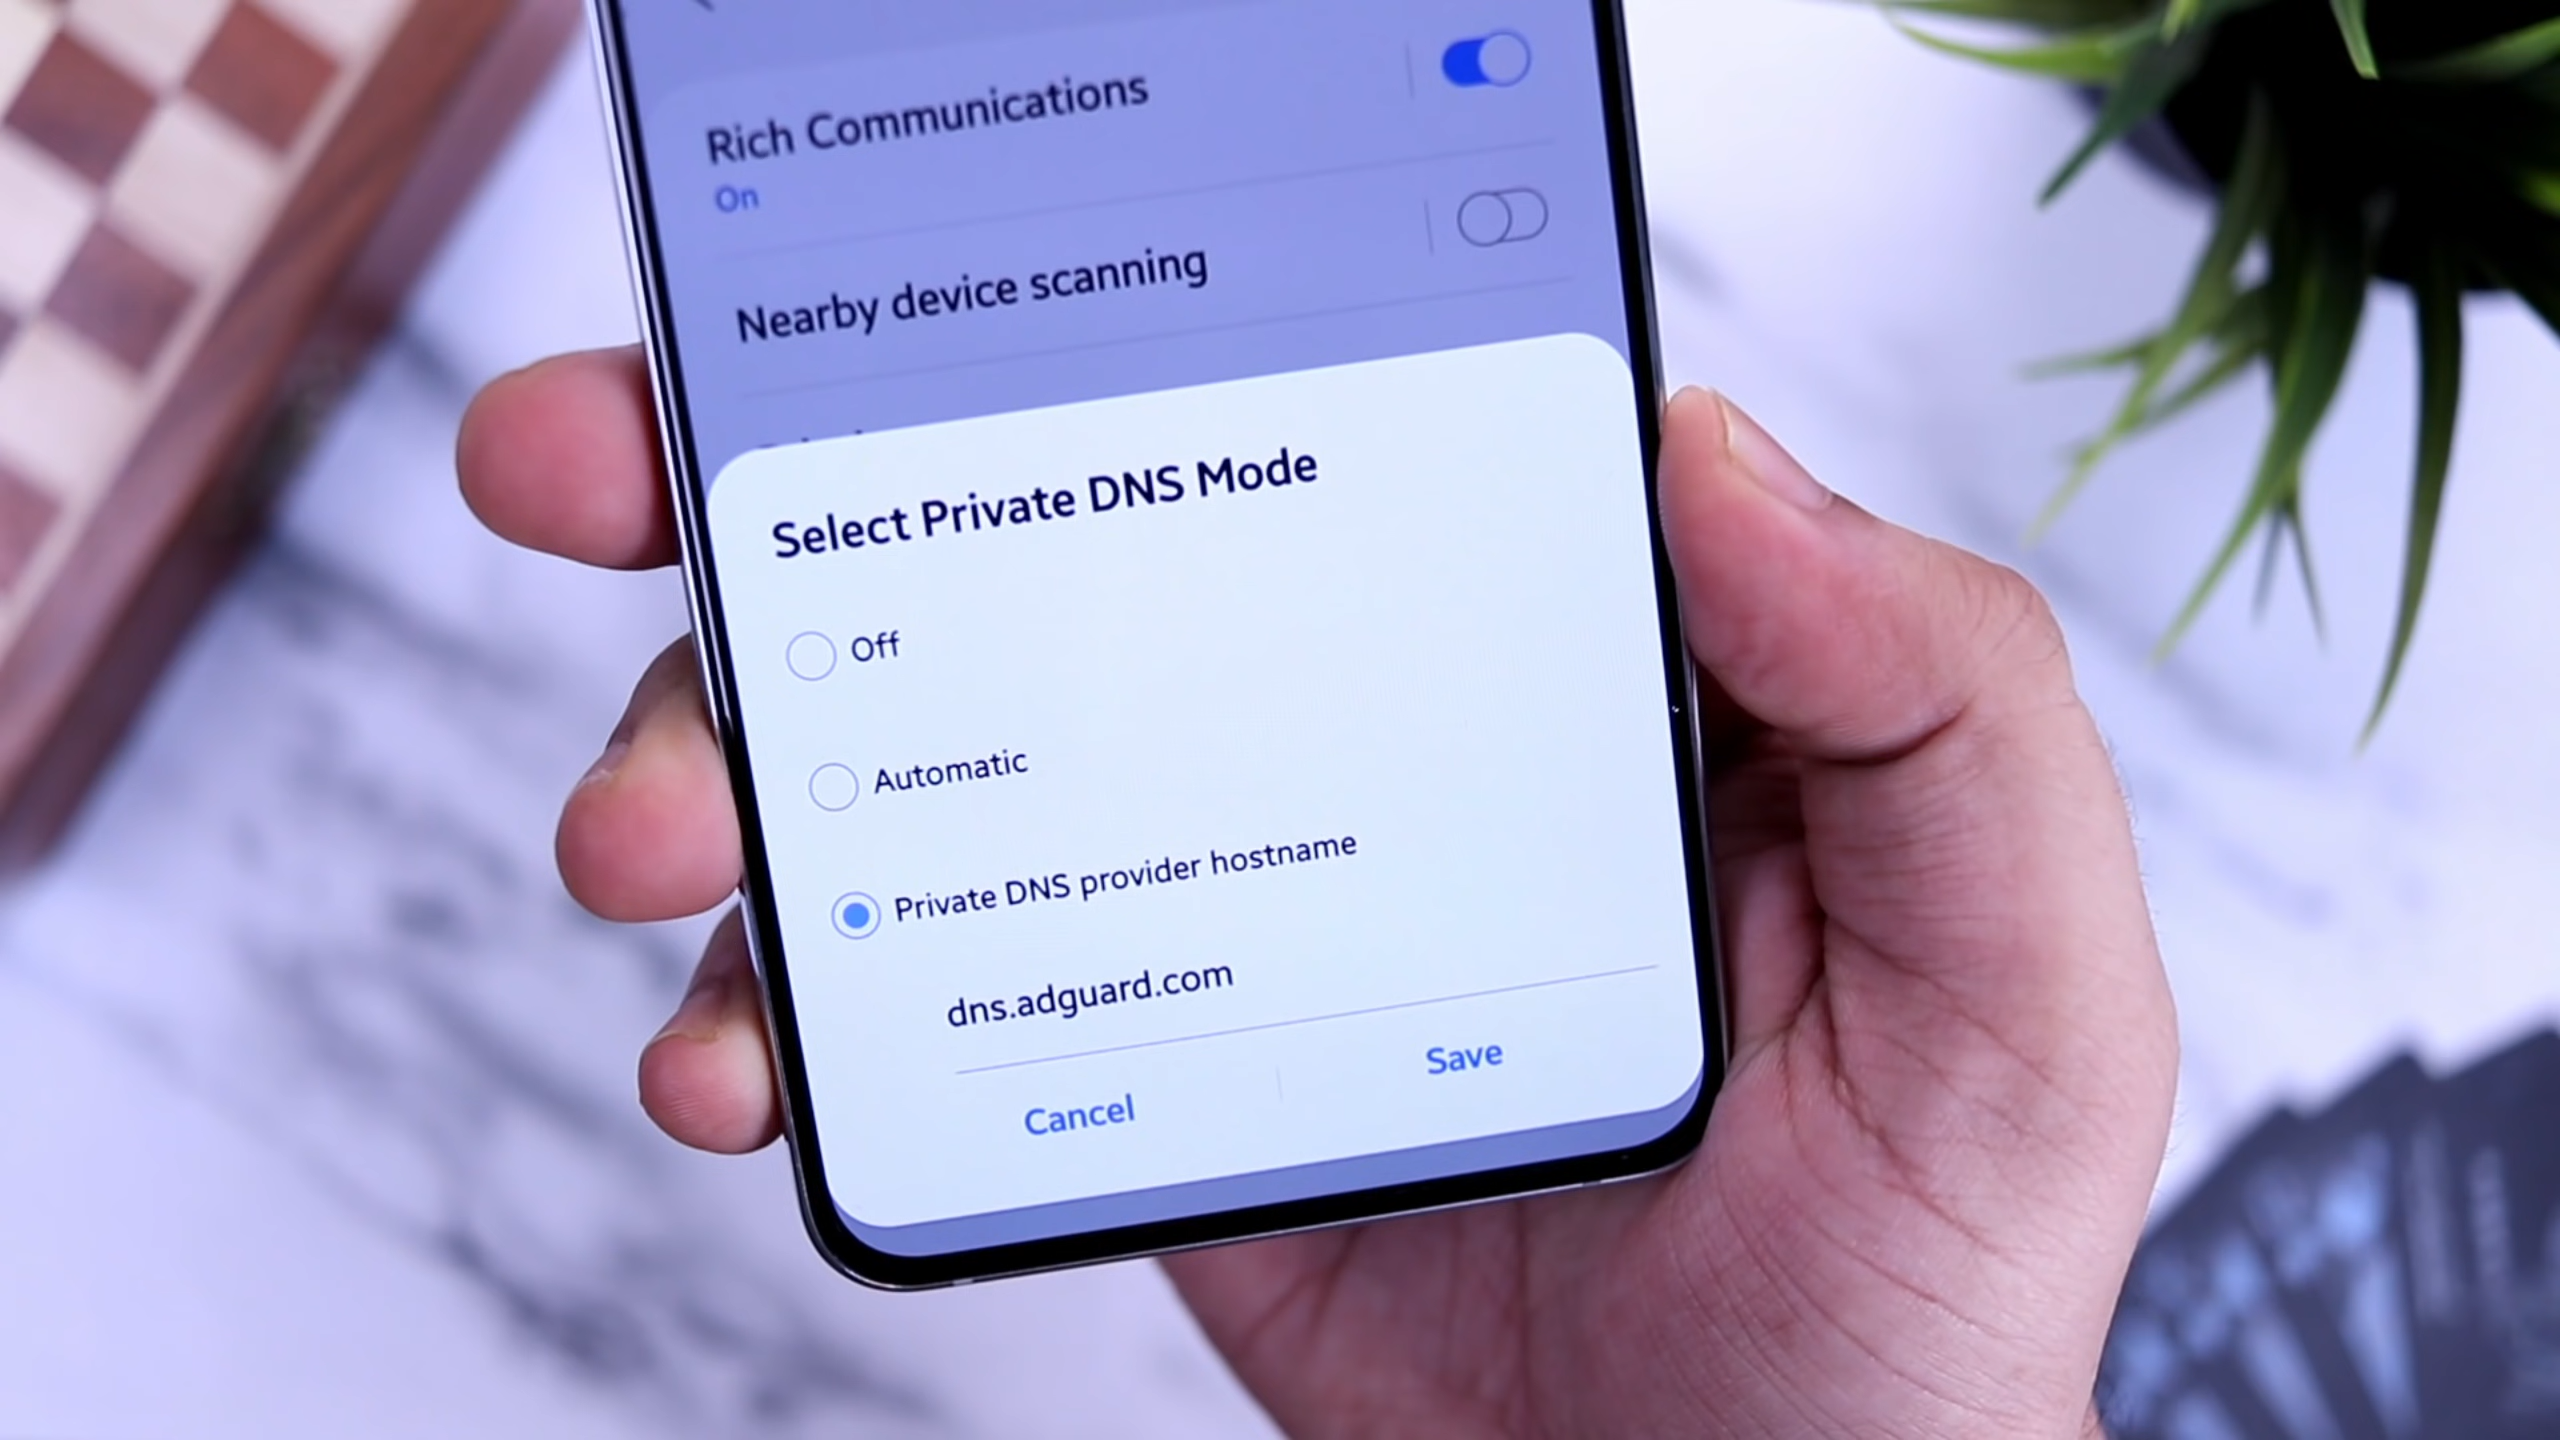 Rich Communications
On
Nearby device scanning
Select Private DNS Mode
Off
Automatic
Private DNS provider hostname
dns.adguard.com
Cancel
Save